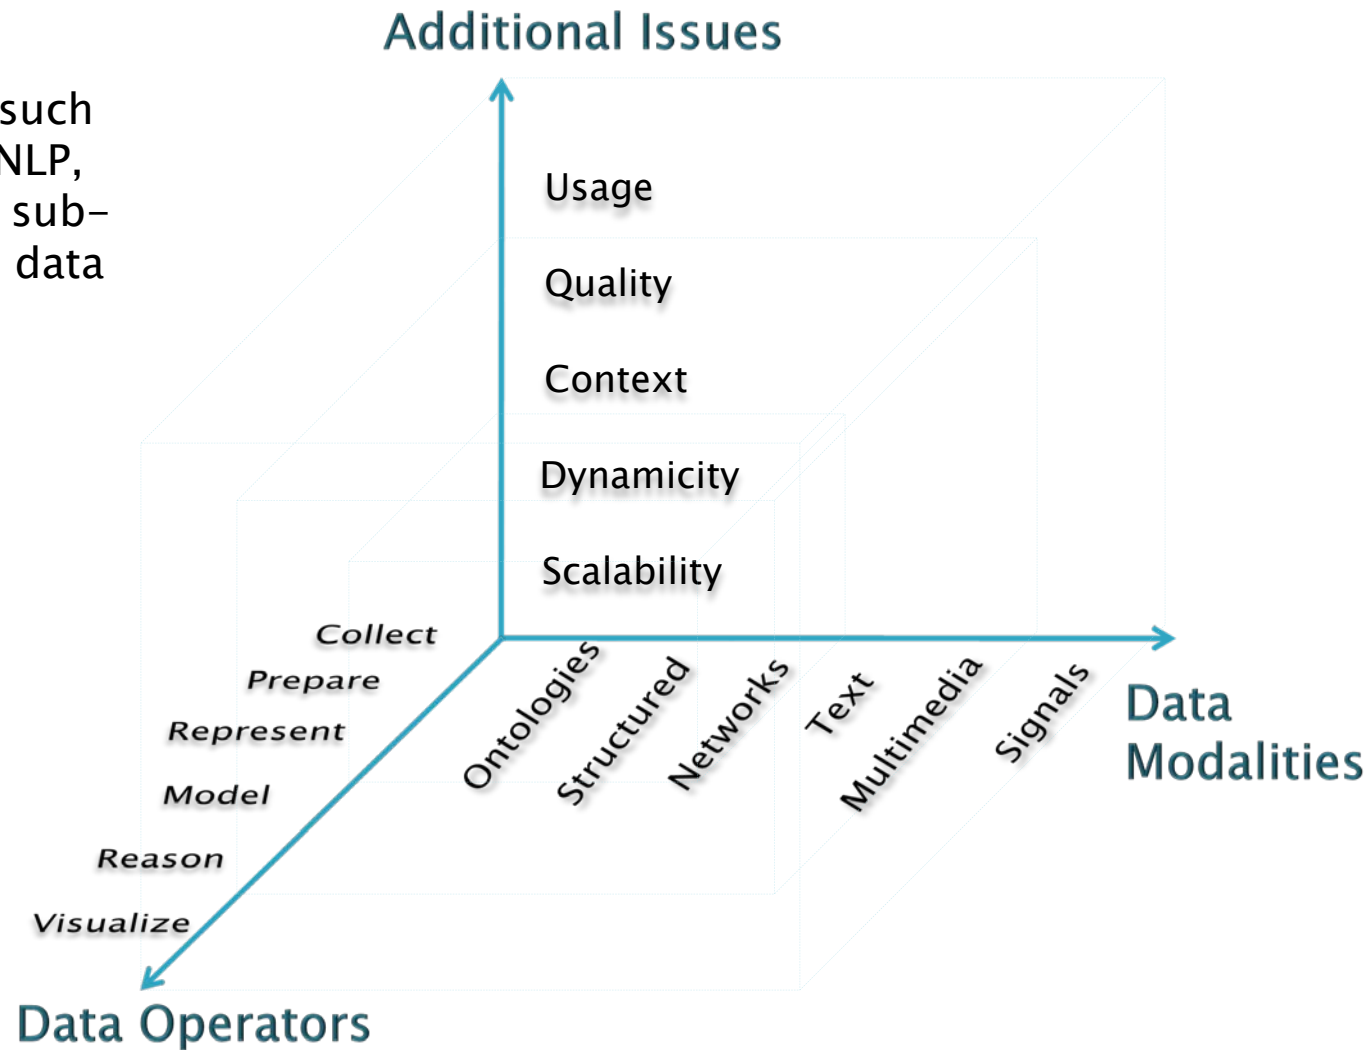 Additional Issues
such
NLP,
sub-
data
Usage
Quality
Context
Dynamicity
Scalability
Collect
Prepare
Represent
Model
Reason
Visualize
Data Operators
Ontologies
Structured
Networks
Text
Multimedia
Signals
Data
Modalities